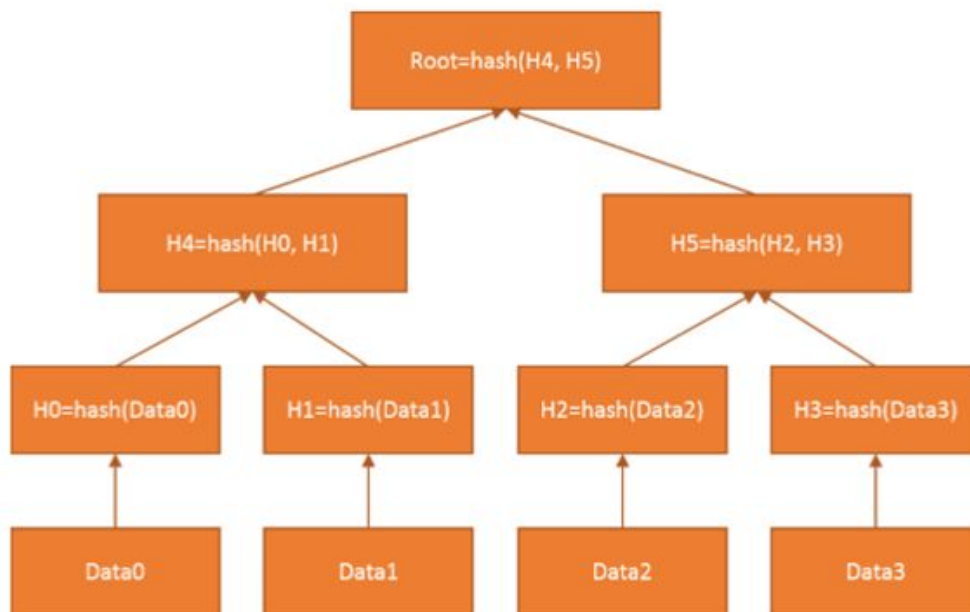 Root=hash(H4, H5)
H4=hash(H0, H1)
H5=hash(H2, H3)
H0=hash(Data0)
H1=hash(Data1)
H2=hash(Data2)
H3=hash(Data3)
Data0
Data1
Data2
Data3